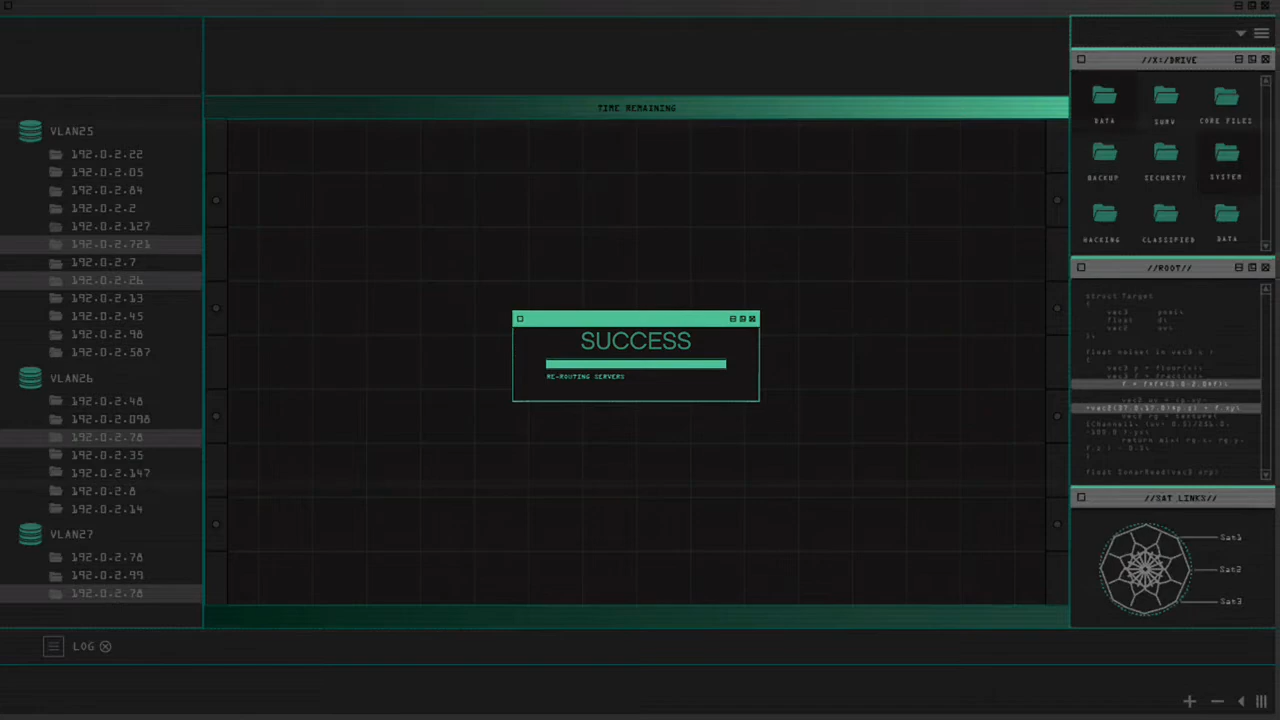 TIME REMAINING
VLAN25
192.0.2.22
192.0.2.05
192.0.2.84
192.0.2.2
192.0.2.127
192.0.2.721
192.0.2.7
192.0.2.26
192.0.2.13
192.0.2.45
192.0.2.98
192.0.2.587
VLAN26
192.0.2.48
192.0.2.098
192.0.2.78
192.0.2.35
192.0.2.147
192.0.2.8
192.0.2.14
VLAN27
192.0.2.78
192.0.2.99
192.0.2.78
LOG
SUCCESS
RE-ROUTING SERVERS
//X:/DRIVE
DATA
SURV
CORE FILES
BACKUP
SECURITY
SYSTEM
HACKING
CLASSIFIED
DATA
//ROOT//
struct Target
{
vec3
float
vec2
//SAT LINKS//
Sat1
Sat2
Sat3